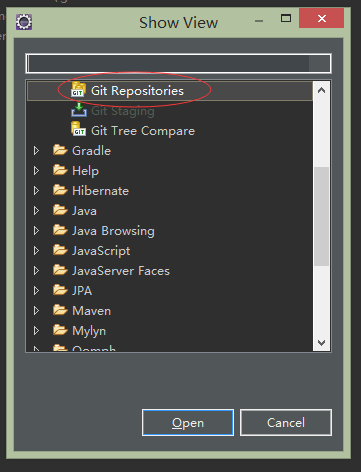 Show View
Git Repositories
Git Staging
Git Tree Compare
Gradle
Help
Hibernate
Java
Java Browsing
JavaScript
JavaServer Faces
JPA
Maven
Mylyn
Oomph
Open
Cancel